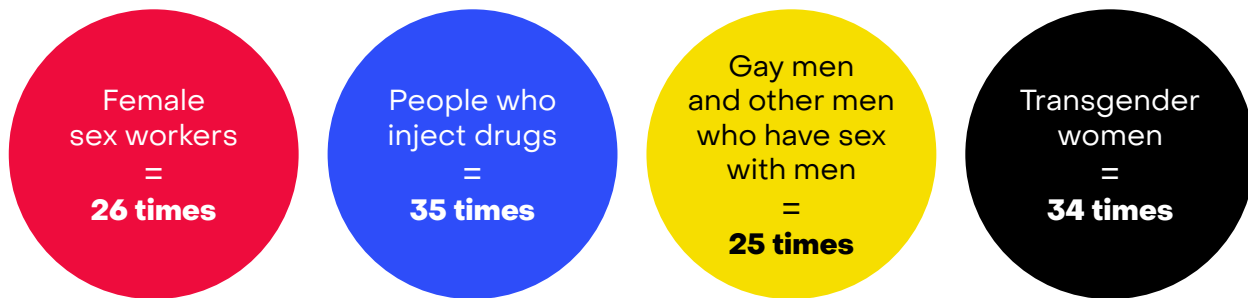 Female
sex workers
=
26 times
People who
inject drugs
=
35 times
Gay men
and other men
who have sex
with men
=
25 times
Transgender
women
=
34 times